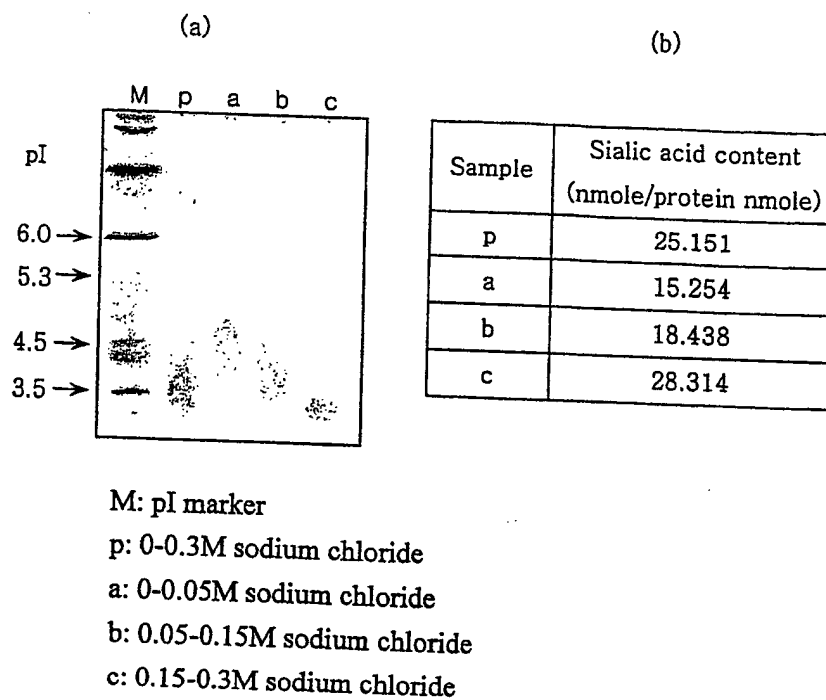 (a)
(b)
M p a b c
pI
6.0
5.3
4.5
3.5
Sample
Sialic acid content
(nmole/protein nmole)
p 25.151
a 15.254
b 18.438
c 28.314
M: pI marker
p: 0-0.3M sodium chloride
a: 0-0.05M sodium chloride
b: 0.05-0.15M sodium chloride
c: 0.15-0.3M sodium chloride